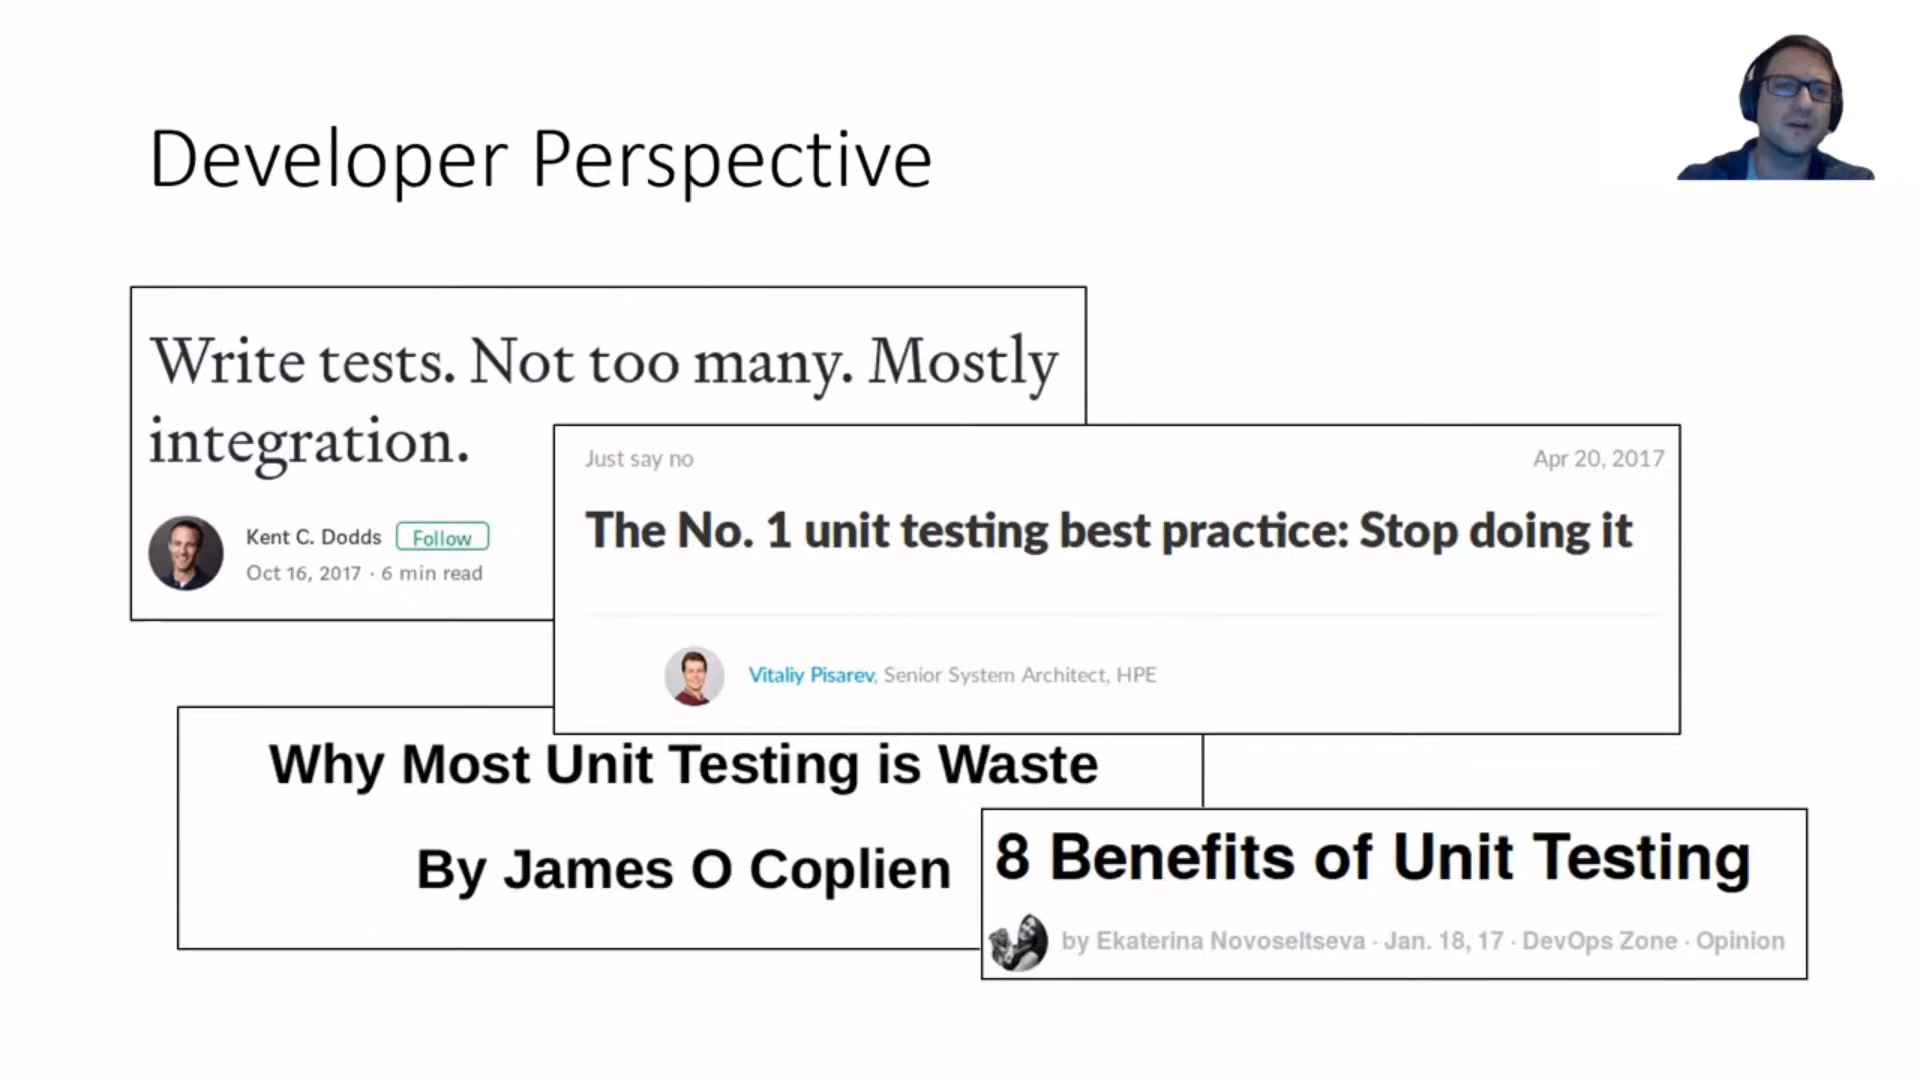 Developer Perspective
Write tests. Not too many. Mostly
integration.
Kent C. Dodds Follow
Oct 16, 2017 · 6 min read
Just say no
Apr 20, 2017
The No. 1 unit testing best practice: Stop doing it
Vitaliy Pisarev, Senior System Architect, HPE
Why Most Unit Testing is Waste
By James O Coplien
8 Benefits of Unit Testing
by Ekaterina Novoseltseva · Jan. 18, 17 · DevOps Zone · Opinion